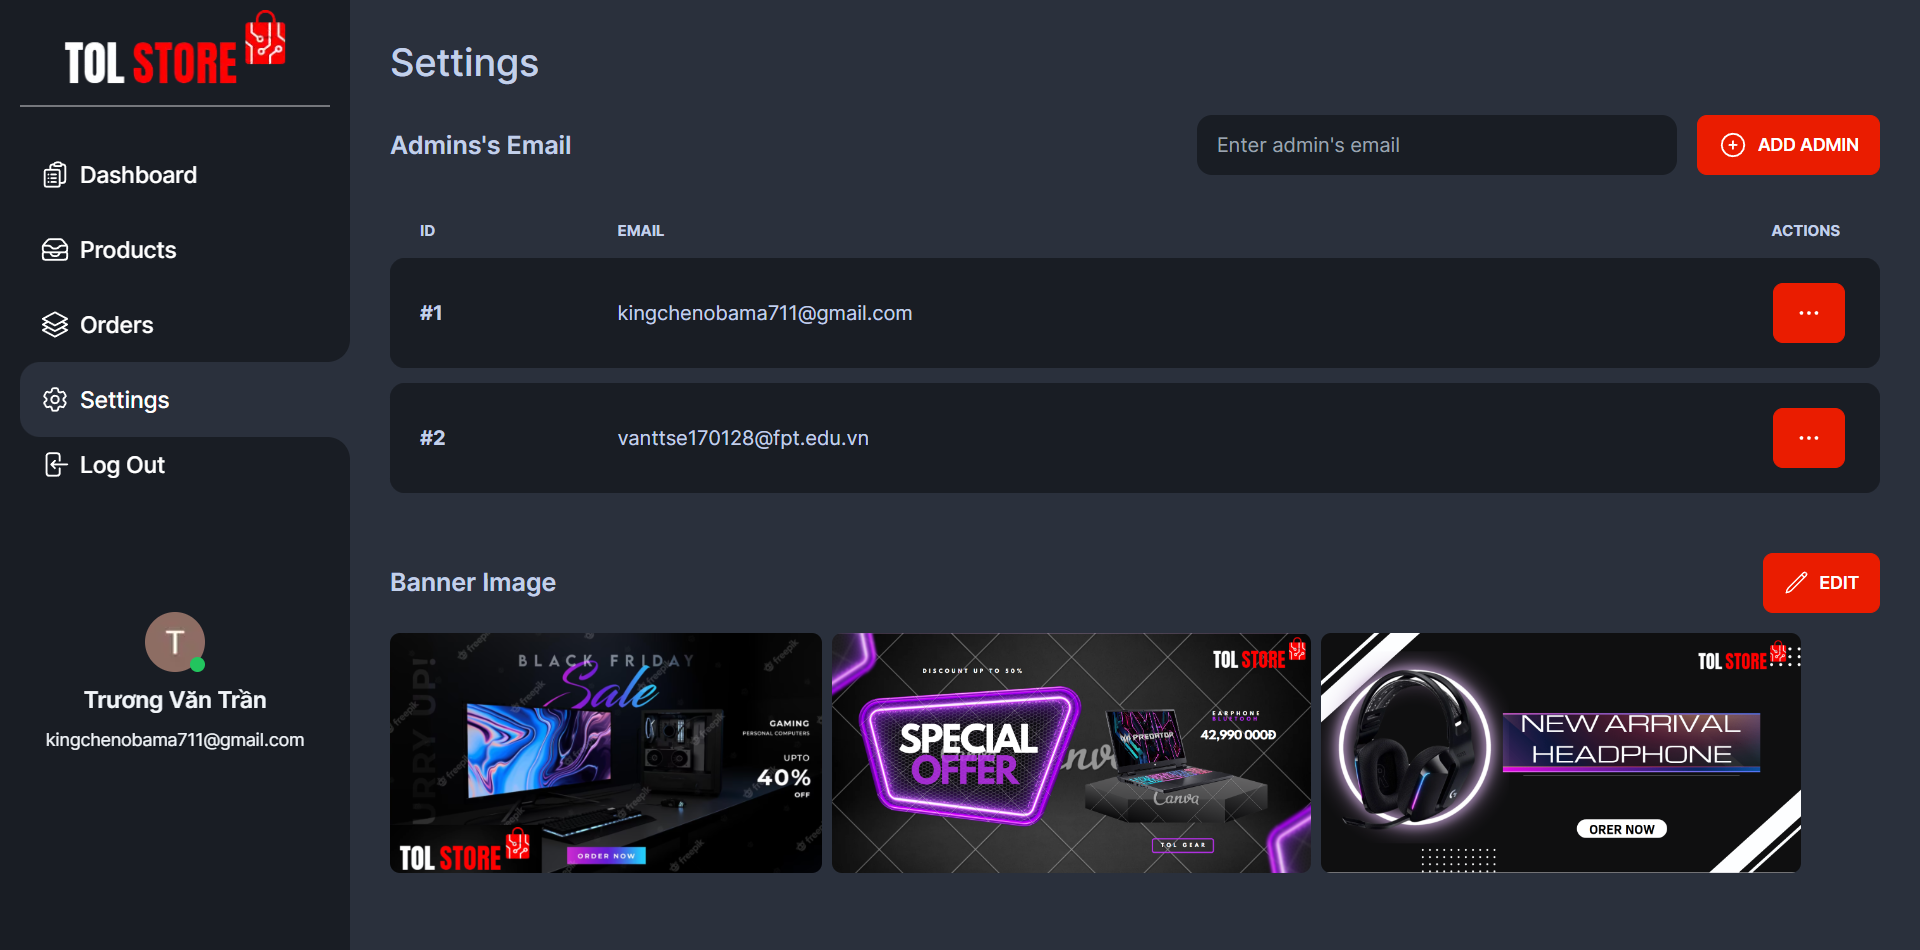 TOL STORE
Dashboard
Products
Orders
Settings
Log Out
T
Trương Văn Trần
kingchenobama711@gmail.com
Settings
Admins's Email
Enter admin's email
ADD ADMIN
ID
EMAIL
ACTIONS
#1
kingchenobama711@gmail.com
...
#2
vanttse170128@fpt.edu.vn
...
Banner Image
EDIT
BLACK FRIDAY
Sale
GAMING
PERSONAL COMPUTERS
UPTO
40%
OFF
TOL STORE
ORDER NOW
freepik
DISCOUNT UP TO 50%
TOL STORE
SPECIAL
OFFER
EARPHONE
BLUETOOH
42,990 000Đ
PREDATOR
Canva
TOL GEAR
TOL STORE
NEW ARRIVAL
HEADPHONE
ORER NOW